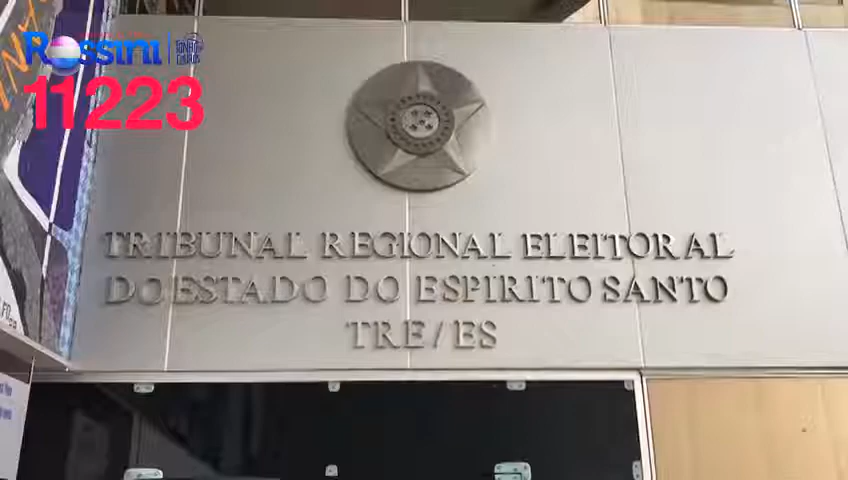 Rossini
11223
TRIBUNAL REGIONAL ELEITORAL
DO ESTADO DO ESPIRITO SANTO
TRE/ES